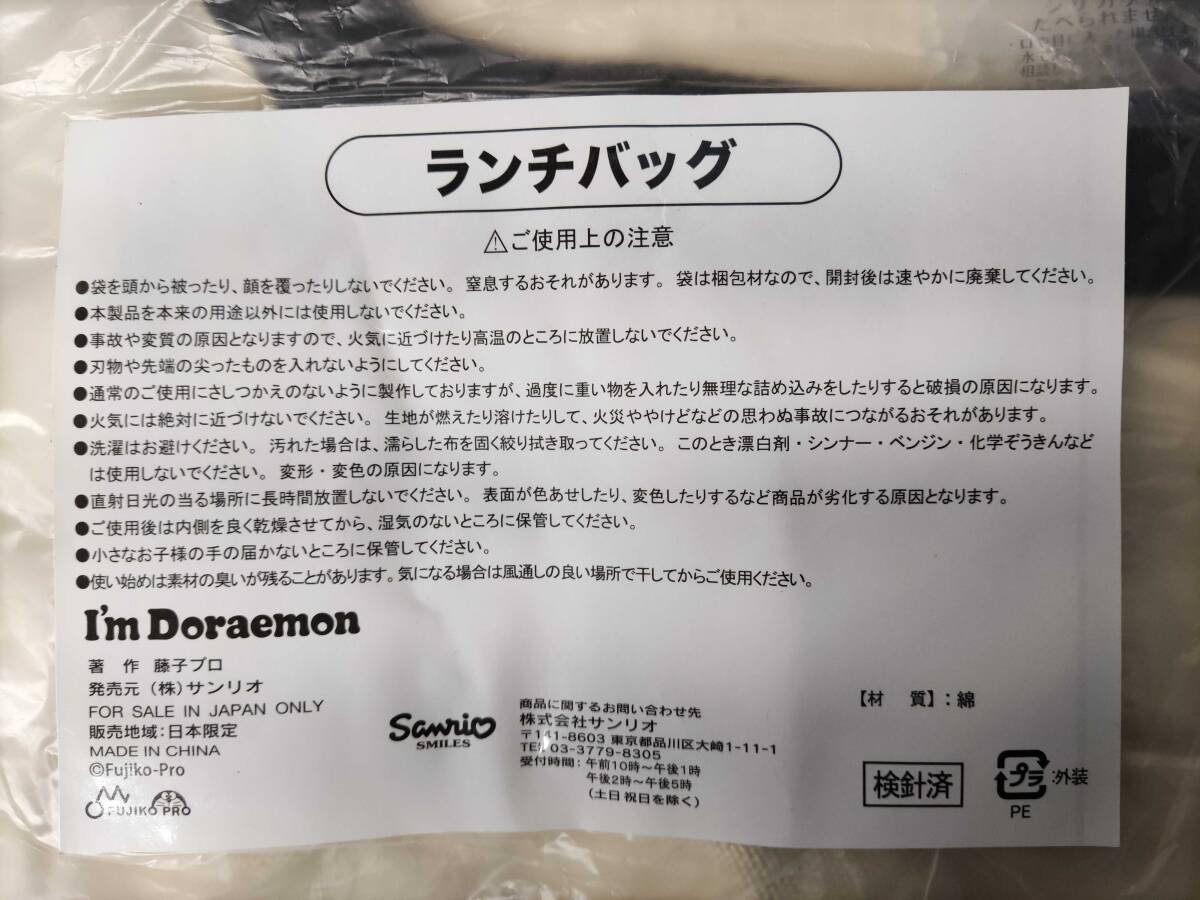 ランチバッグ
⚠ご使用上の注意
●袋を頭から被ったり、顔を覆ったりしないでください。 窒息するおそれがあります。 袋は梱包材なので、開封後は速やかに廃棄してください。
●本製品を本来の用途以外には使用しないでください。
●事故や変質の原因となりますので、火気に近づけたり高温のところに放置しないでください。
●刃物や先端の尖ったものを入れないようにしてください。
●通常のご使用にさしつかえのないように製作しておりますが、過度に重い物を入れたり無理な詰め込みをしたりすると破損の原因になります。
●火気には絶対に近づけないでください。 生地が燃えたり溶けたりして、火災ややけどなどの思わぬ事故につながるおそれがあります。
●洗濯はお避けください。 汚れた場合は、濡らした布を固く絞り拭き取ってください。 このとき漂白剤・シンナー・ベンジン・化学ぞうきんなど
は使用しないでください。 変形・変色の原因になります。
●直射日光の当る場所に長時間放置しないでください。 表面が色あせしたり、変色したりするなど商品が劣化する原因となります。
●ご使用後は内側を良く乾燥させてから、湿気のないところに保管してください。
●小さなお子様の手の届かないところに保管してください。
●使い始めは素材の臭いが残ることがあります。気になる場合は風通しの良い場所で干してからご使用ください。
I'm Doraemon
著 作 藤子プロ
発売元 (株)サンリオ
FOR SALE IN JAPAN ONLY
販売地域:日本限定
MADE IN CHINA
©Fujiko-Pro
FUJIKO PRO
Sanrio
SMILES
商品に関するお問い合わせ先
株式会社サンリオ
〒141-8603 東京都品川区大崎1-11-1
TEL 03-3779-8305
受付時間:午前10時~午後1時
午後2時~午後5時
(土日祝日を除く)
【材 質】:綿
検針済
プラ :外装
PE